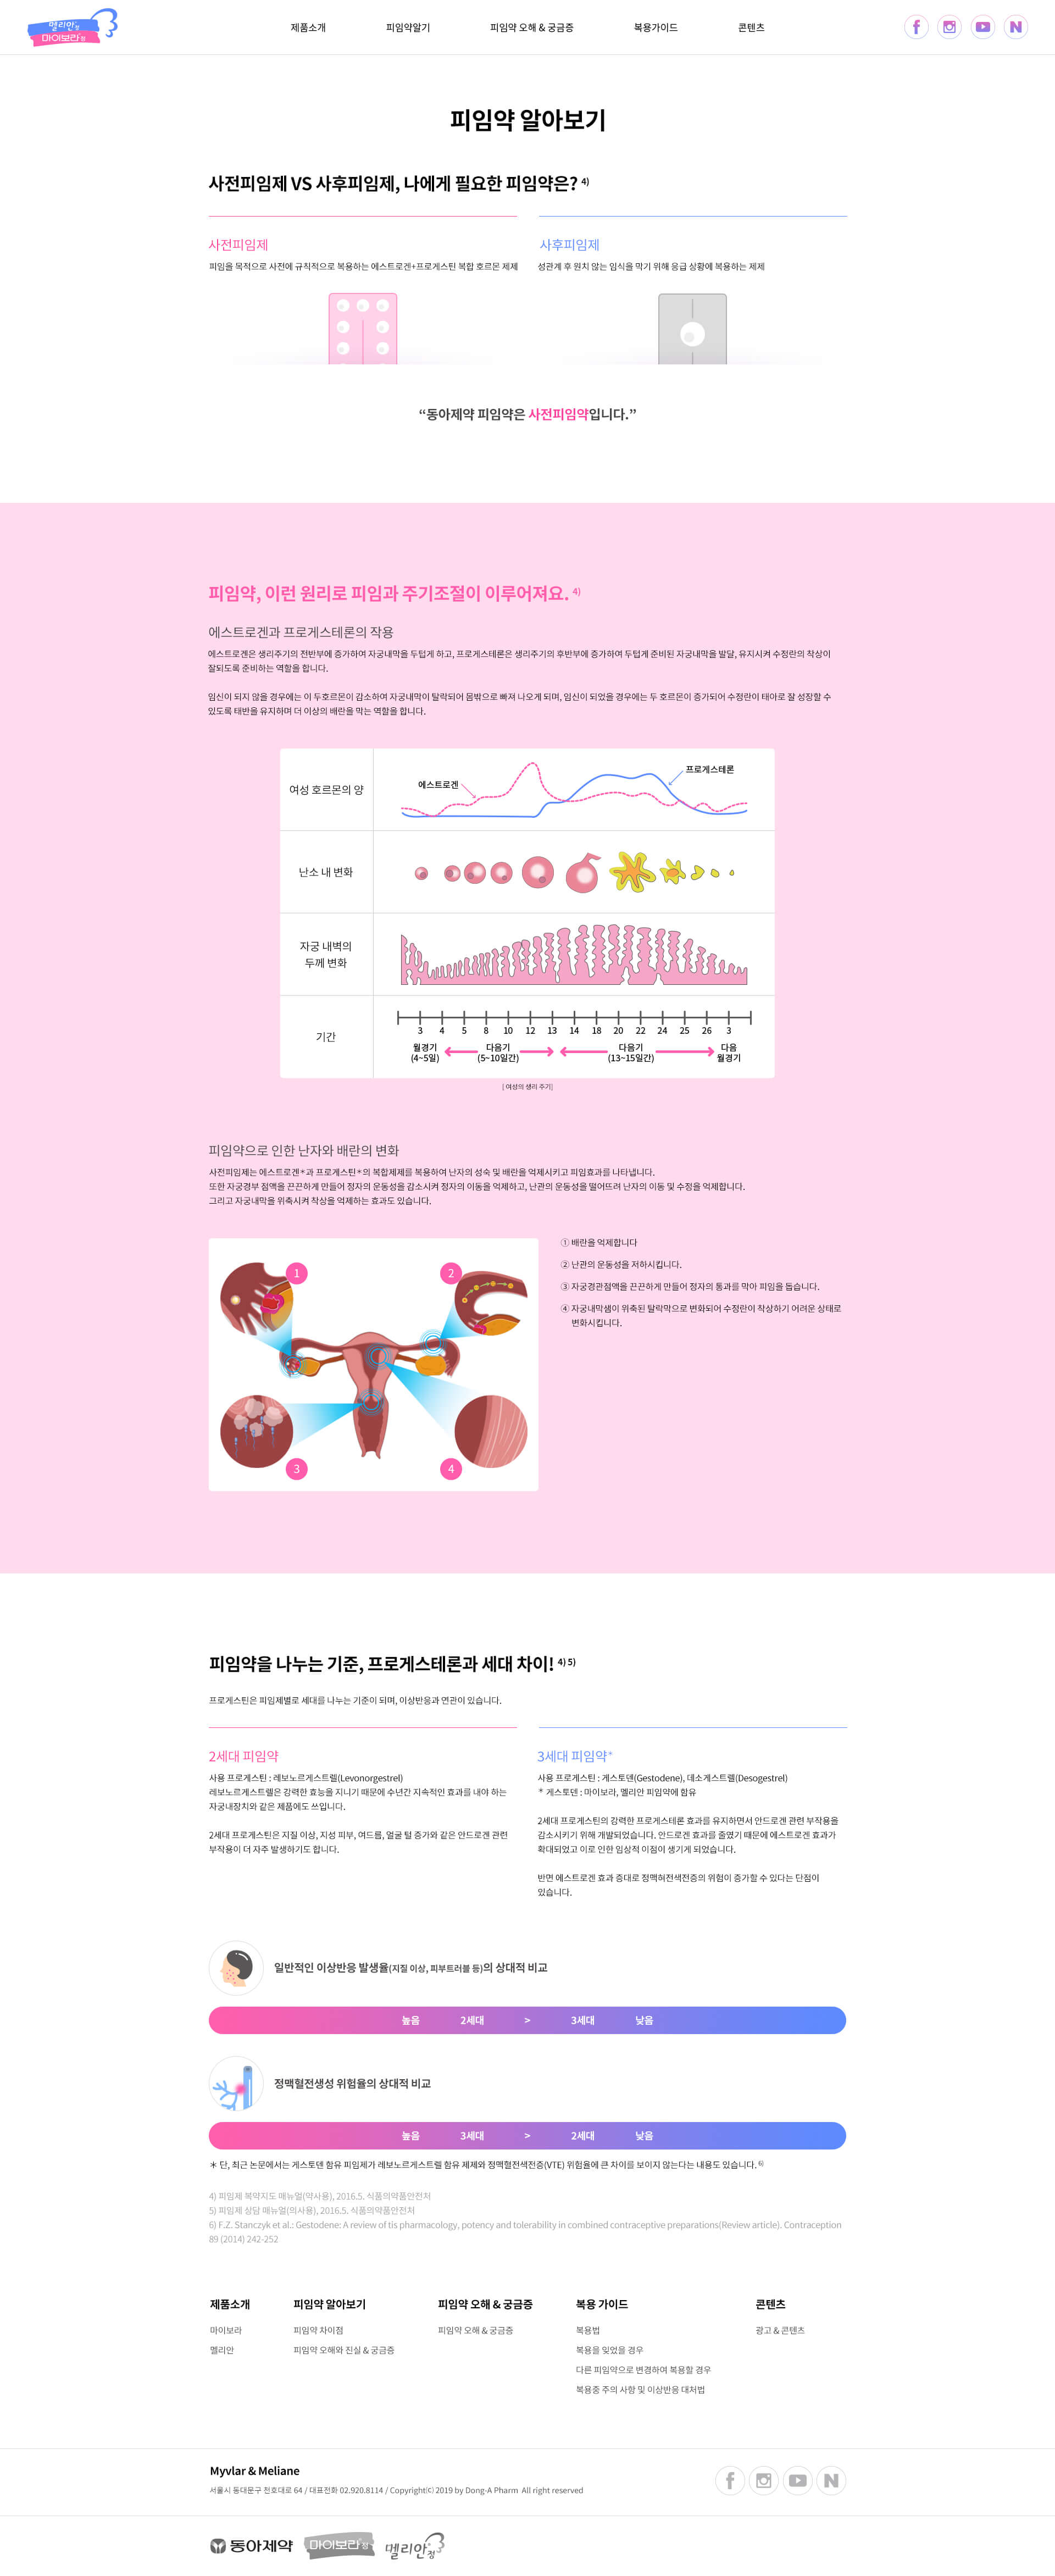 멜리안정
마이보라정
제품소개
피임약알기
피임약 오해 & 궁금증
복용가이드
콘텐츠
피임약 알아보기
사전피임제 VS 사후피임제, 나에게 필요한 피임약은? 4)
사전피임제
피임을 목적으로 사전에 규칙적으로 복용하는 에스트로겐+프로게스틴 복합 호르몬 제제
사후피임제
성관계 후 원치 않는 임식을 막기 위해 응급 상황에 복용하는 제제
“동아제약 피임약은 사전피임약입니다.”
피임약, 이런 원리로 피임과 주기조절이 이루어져요. 4)
에스트로겐과 프로게스테론의 작용
에스트로겐은 생리주기의 전반부에 증가하여 자궁내막을 두텁게 하고, 프로게스테론은 생리주기의 후반부에 증가하여 두텁게 준비된 자궁내막을 발달, 유지시켜 수정란의 착상이
잘되도록 준비하는 역할을 합니다.
임신이 되지 않을 경우에는 이 두호르몬이 감소하여 자궁내막이 탈락되어 몸밖으로 빠져 나오게 되며, 임신이 되었을 경우에는 두 호르몬이 증가되어 수정란이 태아로 잘 성장할 수
있도록 태반을 유지하며 더 이상의 배란을 막는 역할을 합니다.
여성 호르몬의 양
에스트로겐
프로게스테론
난소 내 변화
자궁 내벽의
두께 변화
기간
3 4 5 8 10 12 13 14 18 20 22 24 25 26 3
월경기 다음기 다음기 다음
(4~5일) (5~10일간) (13~15일간) 월경기
[ 여성의 생리 주기]
피임약으로 인한 난자와 배란의 변화
사전피임제는 에스트로겐＊과 프로게스틴＊의 복합제제를 복용하여 난자의 성숙 및 배란을 억제시키고 피임효과를 나타냅니다.
또한 자궁경부 점액을 끈끈하게 만들어 정자의 운동성을 감소시켜 정자의 이동을 억제하고, 난관의 운동성을 떨어뜨려 난자의 이동 및 수정을 억제합니다.
그리고 자궁내막을 위축시켜 착상을 억제하는 효과도 있습니다.
1
2
3
4
① 배란을 억제합니다
② 난관의 운동성을 저하시킵니다.
③ 자궁경관점액을 끈끈하게 만들어 정자의 통과를 막아 피임을 돕습니다.
④ 자궁내막샘이 위축된 탈락막으로 변화되어 수정란이 착상하기 어려운 상태로
변화시킵니다.
피임약을 나누는 기준, 프로게스테론과 세대 차이! 4) 5)
프로게스틴은 피임제별로 세대를 나누는 기준이 되며, 이상반응과 연관이 있습니다.
2세대 피임약
사용 프로게스틴 : 레보노르게스트렐(Levonorgestrel)
레보노르게스트렐은 강력한 효능을 지니기 때문에 수년간 지속적인 효과를 내야 하는
자궁내장치와 같은 제품에도 쓰입니다.
2세대 프로게스틴은 지질 이상, 지성 피부, 여드름, 얼굴 털 증가와 같은 안드로겐 관련
부작용이 더 자주 발생하기도 합니다.
3세대 피임약*
사용 프로게스틴 : 게스토덴(Gestodene), 데소게스트렐(Desogestrel)
* 게스토덴 : 마이보라, 멜리안 피임약에 함유
2세대 프로게스틴의 강력한 프로게스테론 효과를 유지하면서 안드로겐 관련 부작용을
감소시키기 위해 개발되었습니다. 안드로겐 효과를 줄였기 때문에 에스트로겐 효과가
확대되었고 이로 인한 임상적 이점이 생기게 되었습니다.
반면 에스트로겐 효과 증대로 정맥혀전색전증의 위험이 증가할 수 있다는 단점이
있습니다.
일반적인 이상반응 발생율(지질 이상, 피부트러블 등)의 상대적 비교
높음 2세대 > 3세대 낮음
정맥혈전생성 위험율의 상대적 비교
높음 3세대 > 2세대 낮음
＊ 단, 최근 논문에서는 게스토덴 함유 피임제가 레보노르게스트렐 함유 제제와 정맥혈전색전증(VTE) 위험율에 큰 차이를 보이지 않는다는 내용도 있습니다. 6)
4) 피임제 복약지도 매뉴얼(약사용), 2016.5. 식품의약품안전처
5) 피임제 상담 매뉴얼(의사용), 2016.5. 식품의약품안전처
6) F.Z. Stanczyk et al.: Gestodene: A review of tis pharmacology, potency and tolerability in combined contraceptive preparations(Review article). Contraception
89 (2014) 242-252
제품소개
마이보라
멜리안
피임약 알아보기
피임약 차이점
피임약 오해와 진실 & 궁금증
피임약 오해 & 궁금증
피임약 오해 & 궁금증
복용 가이드
복용법
복용을 잊었을 경우
다른 피임약으로 변경하여 복용할 경우
복용중 주의 사항 및 이상반응 대처법
콘텐츠
광고 & 콘텐츠
Myvlar & Meliane
서울시 동대문구 천호대로 64 / 대표전화 02.920.8114 / Copyright(c) 2019 by Dong-A Pharm All right reserved
동아제약
마이보라정
멜리안정